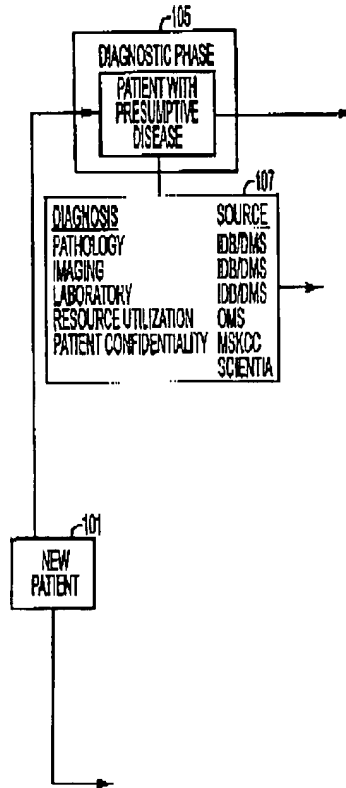 105
DIAGNOSTIC PHASE
PATIENT WITH
PRESUMPTIVE
DISEASE
107
DIAGNOSIS SOURCE
PATHOLOGY IDB/DMS
IMAGING IDB/DMS
LABORATORY IDB/DMS
RESOURCE UTILIZATION OMS
PATIENT CONFIDENTIALITY MSKCC
SCIENTIA
101
NEW
PATIENT